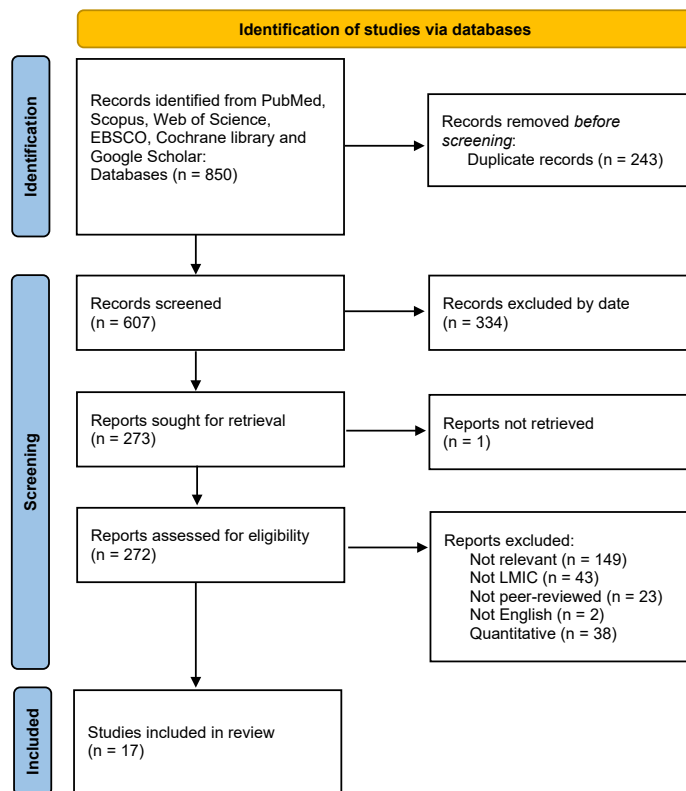 Identification of studies via databases
Identification
Records identified from PubMed,
Scopus, Web of Science,
EBSCO, Cochrane library and
Google Scholar:
Databases (n = 850)
Records removed before
screening:
Duplicate records (n = 243)
Screening
Records screened
(n = 607)
Records excluded by date
(n = 334)
Reports sought for retrieval
(n = 273)
Reports not retrieved
(n = 1)
Reports assessed for eligibility
(n = 272)
Reports excluded:
Not relevant (n = 149)
Not LMIC (n = 43)
Not peer-reviewed (n = 23)
Not English (n = 2)
Quantitative (n = 38)
Included
Studies included in review
(n = 17)